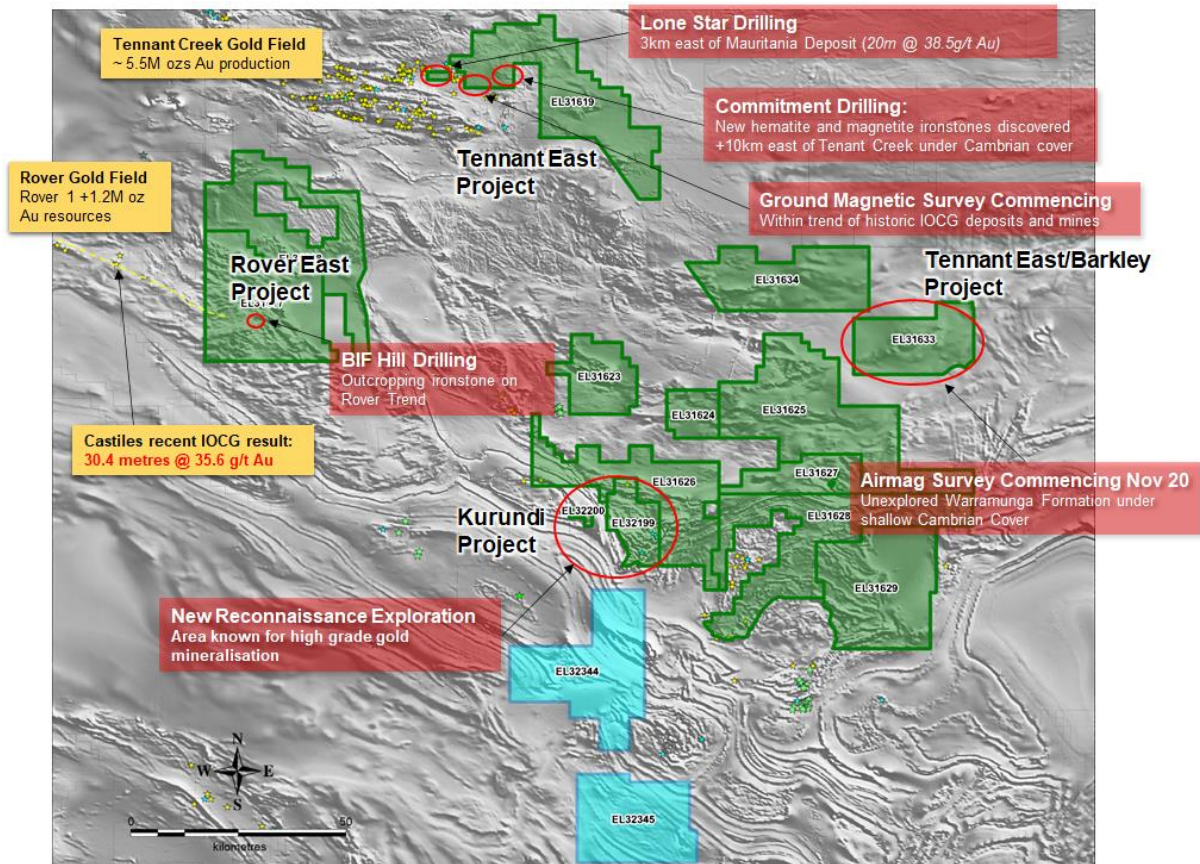 Lone Star Drilling
3km east of Mauritania Deposit (20m @ 38.5g/t Au)
Tennant Creek Gold Field
~ 5.5M ozs Au production
EL31619
Commitment Drilling:
New hematite and magnetite ironstones discovered
+10km east of Tenant Creek under Cambrian cover
Tennant East
Project
Rover Gold Field
Rover 1 +1.2M oz
Au resources
Ground Magnetic Survey Commencing
Within trend of historic IOCG deposits and mines
Rover East
Project
Tennant East/Barkley
Project
EL31634
EL31633
BIF Hill Drilling
Outcropping ironstone on
Rover Trend
EL31623
EL31624
EL31625
Castiles recent IOCG result:
30.4 metres @ 35.6 g/t Au
EL31627
EL31626
Airmag Survey Commencing Nov 20
Unexplored Warramunga Formation under
shallow Cambrian Cover
EL32200
EL32199
EL31628
Kurundi
Project
EL31629
New Reconnaissance Exploration
Area known for high grade gold
mineralisation
EL32344
N
W
E
S
0
50
kilometres
EL32345